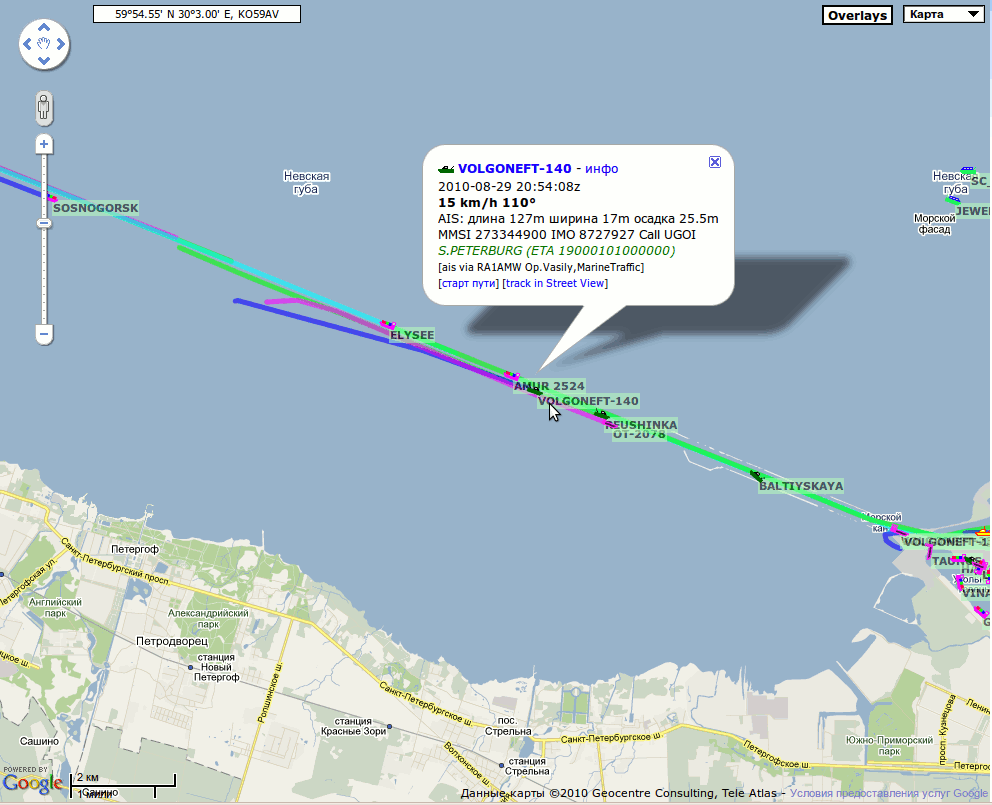 59°54.55' N 30°3.00' E, KO59AV
Overlays
Карта
Невская
губа
VOLGONEFT-140 - инфо
2010-08-29 20:54:08z
15 km/h 110°
AIS: длина 127m ширина 17m осадка 25.5m
MMSI 273344900 IMO 8727927 Call UGOI
S.PETERBURG (ETA 19000101000000)
[ais via RA1AMW Op.Vasily,MarineTraffic]
[старт пути] [track in Street View]
SOSNOGORSK
Невская
губа
SC_
JEWE
Морской
фасад
ELYSEE
AMUR 2524
VOLGONEFT-140
REUSHINKA
OT-2078
BALTIYSKAYA
Морской
кан
VOLGONEFT-1
VINA
Петергоф
Санкт-Петербургский просп
Петергофская ул.
Английский
парк
Александрийский
парк
Петродворец
станция
Новый
Петергоф
Ропшинское ш.
Санкт-Петербургское ш.
станция
Красные Зори
пос.
Стрельна
Санкт-Петербургское ш
Волхонское ш.
станция
Стрельна
Петергофское ш.
Южно-Приморский
парк
просп. Кузнецова
Ленин
Петерго
Сашино
POWERED BY
Google
2 км
Санино
1 мили
Данные карты ©2010 Geocentre Consulting, Tele Atlas - Условия предоставления услуг Google